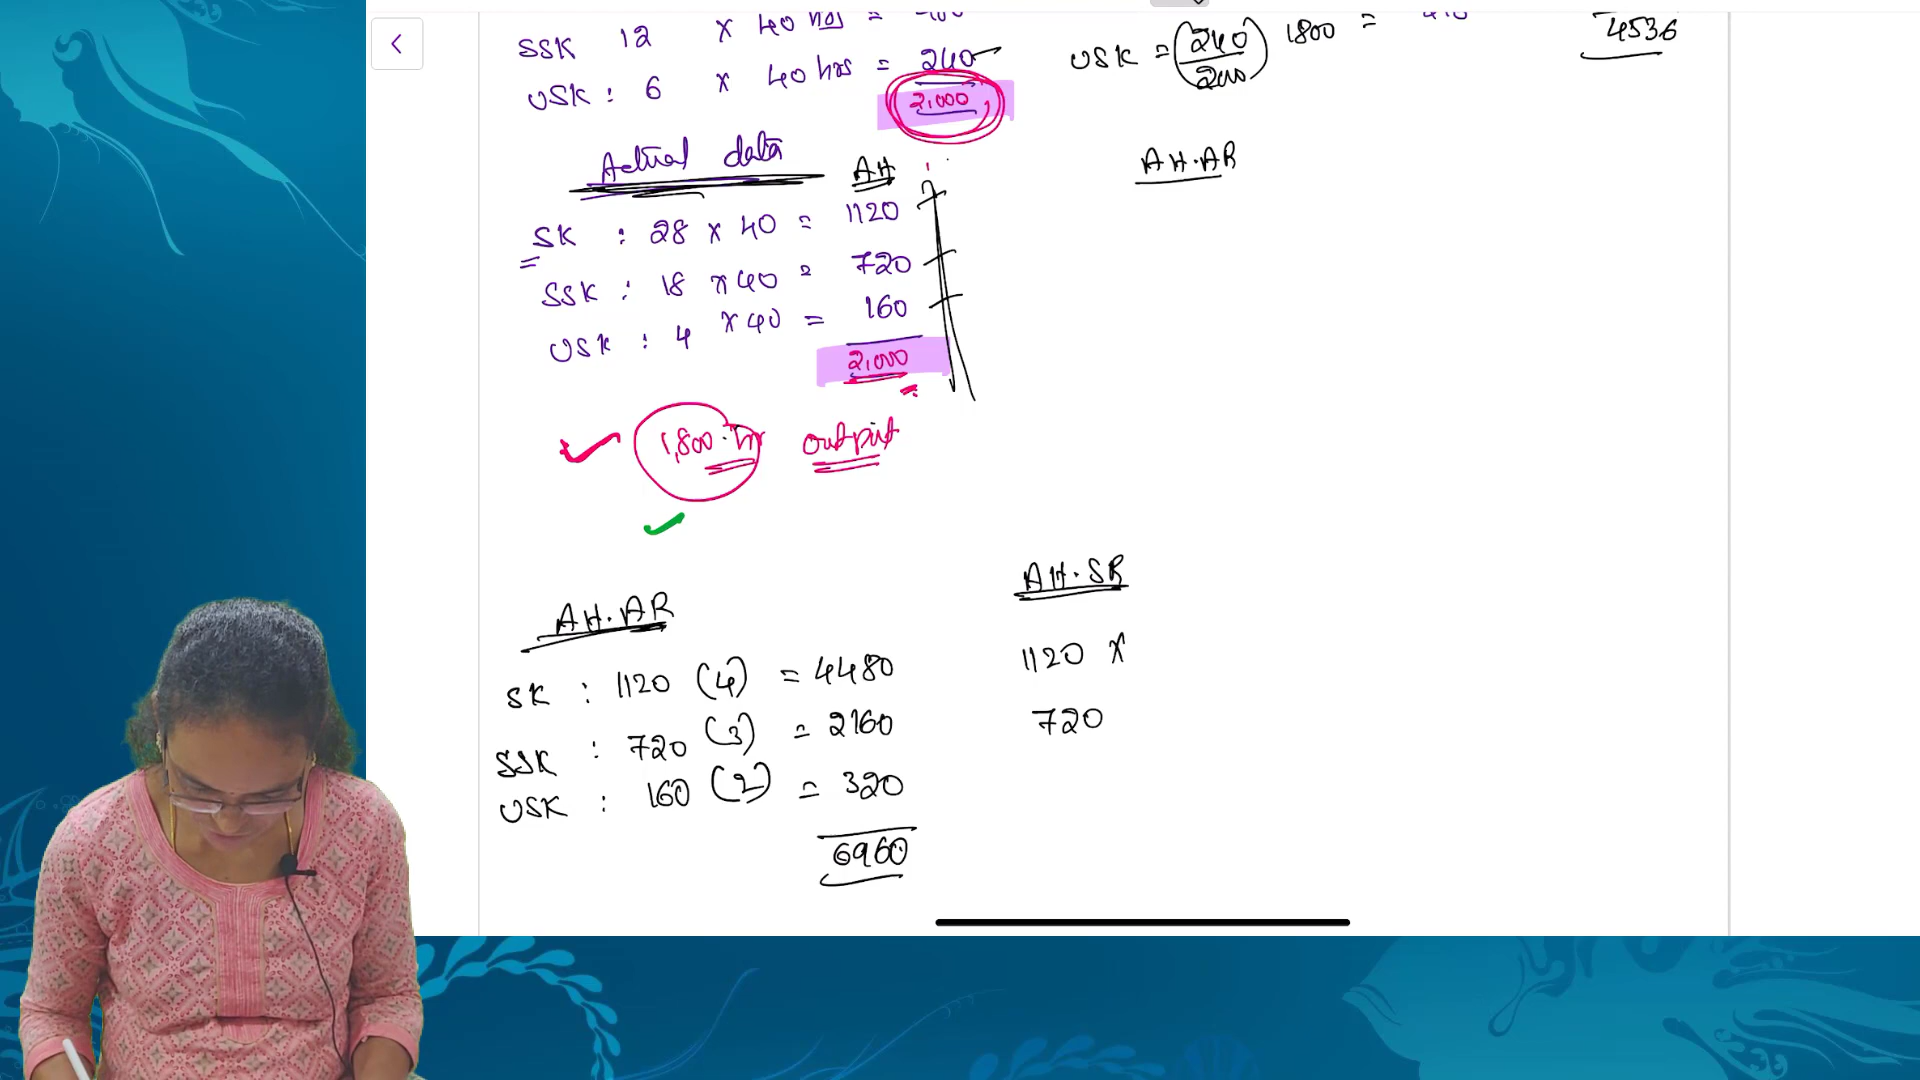 SSK 12 x 40 hrs =
USK : 6 x 40 hrs = 240
2,000
USK = (240/200) 1800 =
4536
Actual data AH
AH.AR
SK : 28 x 40 = 1120
SSK : 18 x 40 = 720
USK : 4 x 40 = 160
2,000
1,800.hr output
AH.AR
AH.SR
SK : 1120 (4) = 4480
1120 x
SSK : 720 (3) = 2160
720
USK : 160 (2) = 320
6960